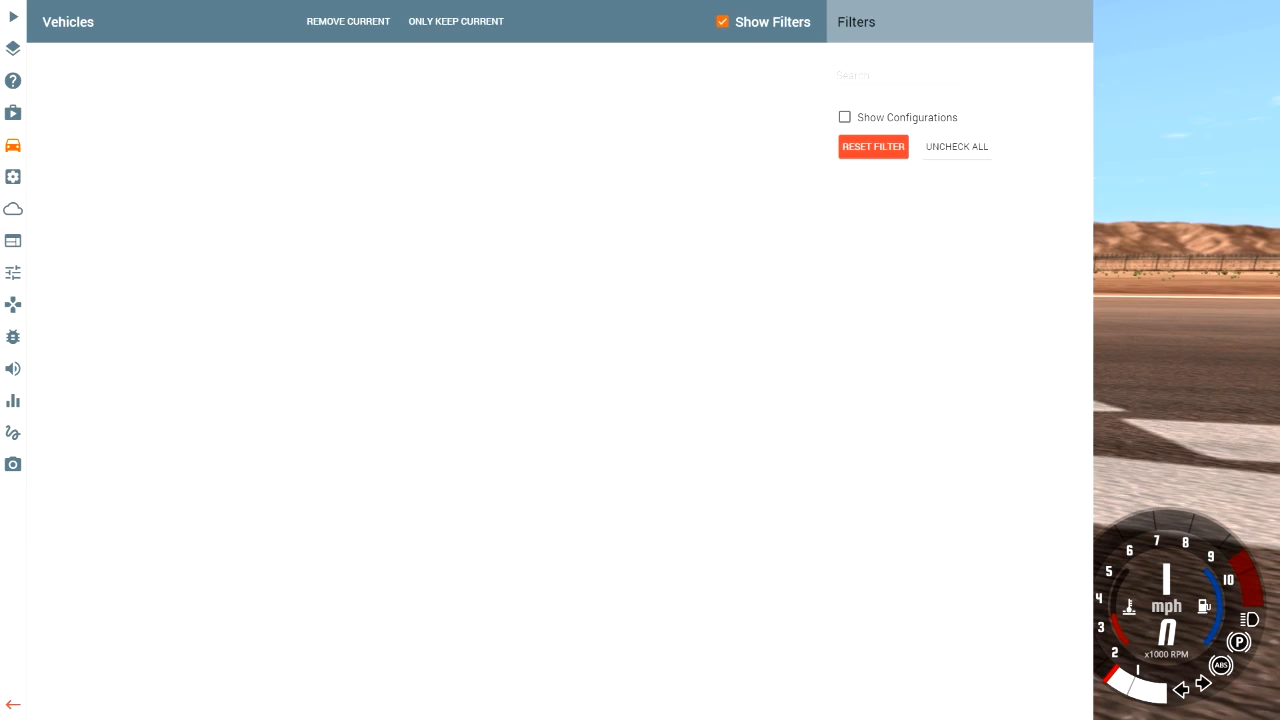 Vehicles
REMOVE CURRENT
ONLY KEEP CURRENT
Show Filters
Filters
Search
Show Configurations
RESET FILTER
UNCHECK ALL
1
2
3
4
5
6
7
8
9
10
mph
x1000 RPM
P
ABS